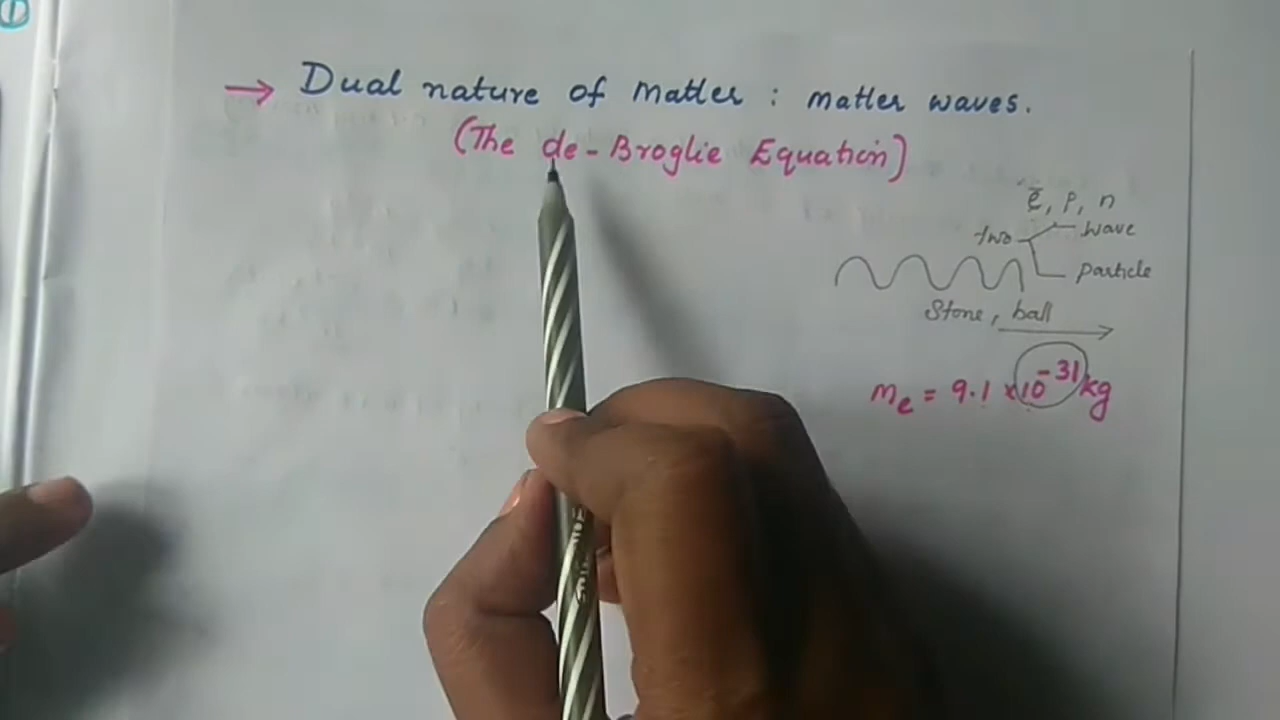 1
→ Dual nature of matter : matter waves.
(The de-Broglie Equation)
e̅, p, n
two wave
particle
Stone, ball
me = 9.1 × 10⁻³¹ kg